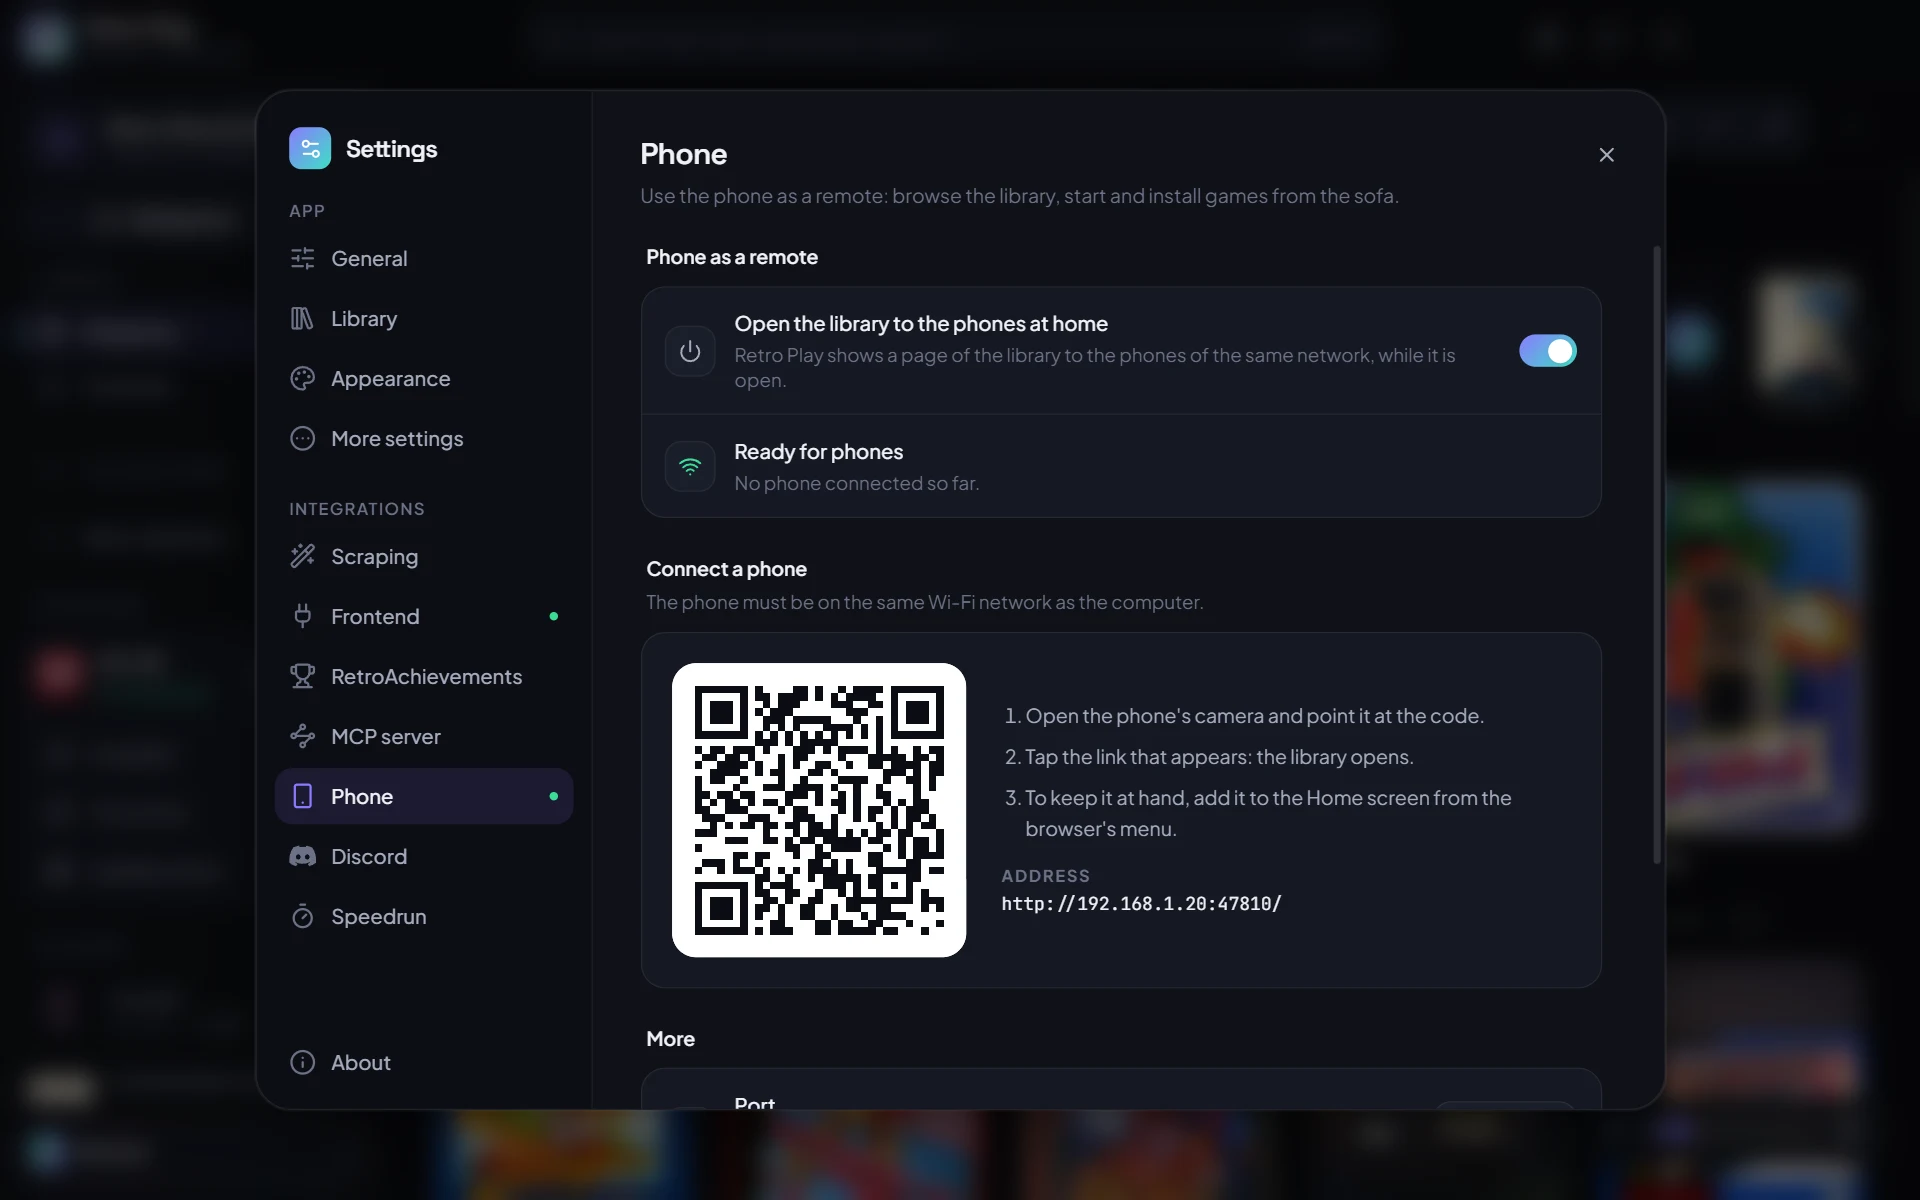 Settings
APP
General
Library
Appearance
More settings
INTEGRATIONS
Scraping
Frontend
RetroAchievements
MCP server
Phone
Discord
Speedrun
About
Phone
Use the phone as a remote: browse the library, start and install games from the sofa.
Phone as a remote
Open the library to the phones at home
Retro Play shows a page of the library to the phones of the same network, while it is
open.
Ready for phones
No phone connected so far.
Connect a phone
The phone must be on the same Wi-Fi network as the computer.
1. Open the phone's camera and point it at the code.
2. Tap the link that appears: the library opens.
3. To keep it at hand, add it to the Home screen from the
browser's menu.
ADDRESS
http://192.168.1.20:47810/
More
Port